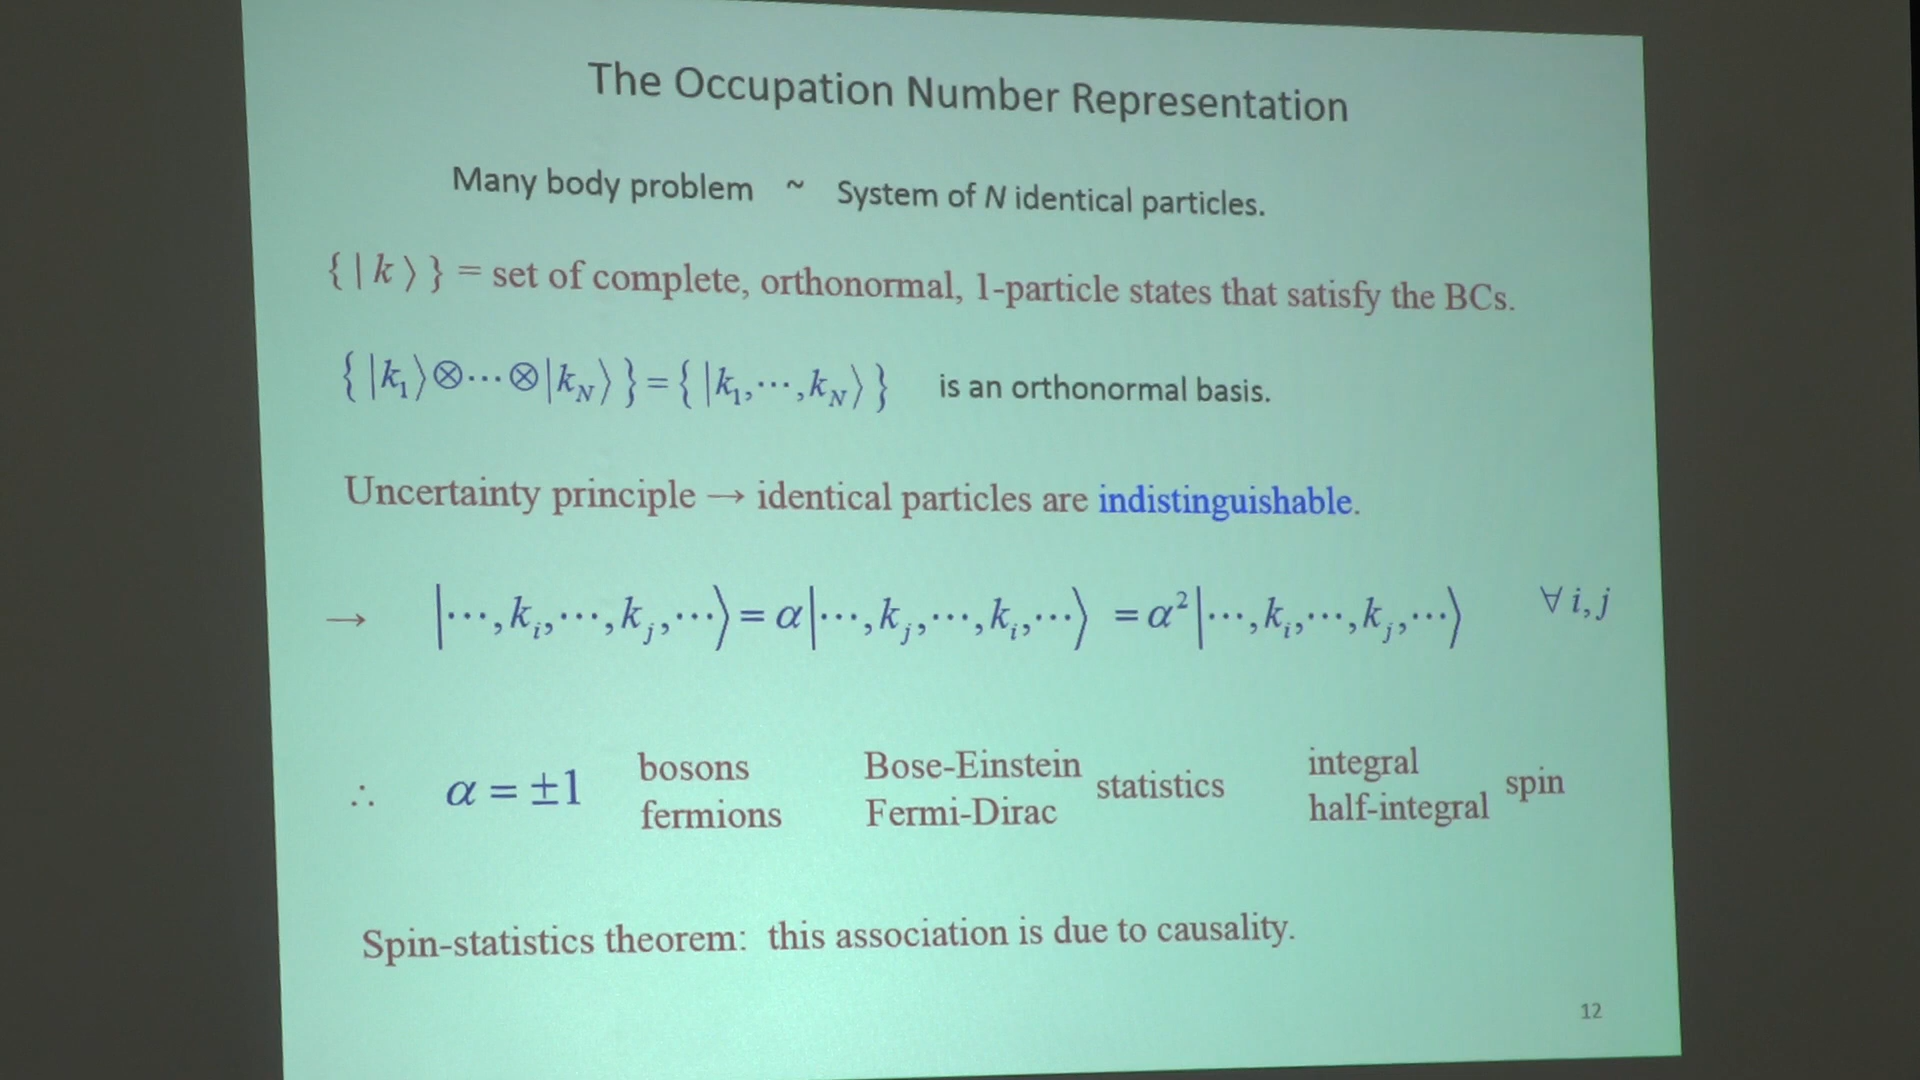 The Occupation Number Representation
Many body problem ~ System of N identical particles.
{ | k ⟩ } = set of complete, orthonormal, 1-particle states that satisfy the BCs.
{ |k₁⟩⊗⋯⊗|k_N⟩ } = { |k₁,⋯,k_N⟩ } is an orthonormal basis.
Uncertainty principle → identical particles are indistinguishable.
→ |⋯,k_i,⋯,k_j,⋯⟩ = α|⋯,k_j,⋯,k_i,⋯⟩ = α²|⋯,k_i,⋯,k_j,⋯⟩ ∀ i,j
∴ α = ±1 bosons Bose-Einstein statistics integral spin
fermions Fermi-Dirac half-integral
Spin-statistics theorem: this association is due to causality.
12